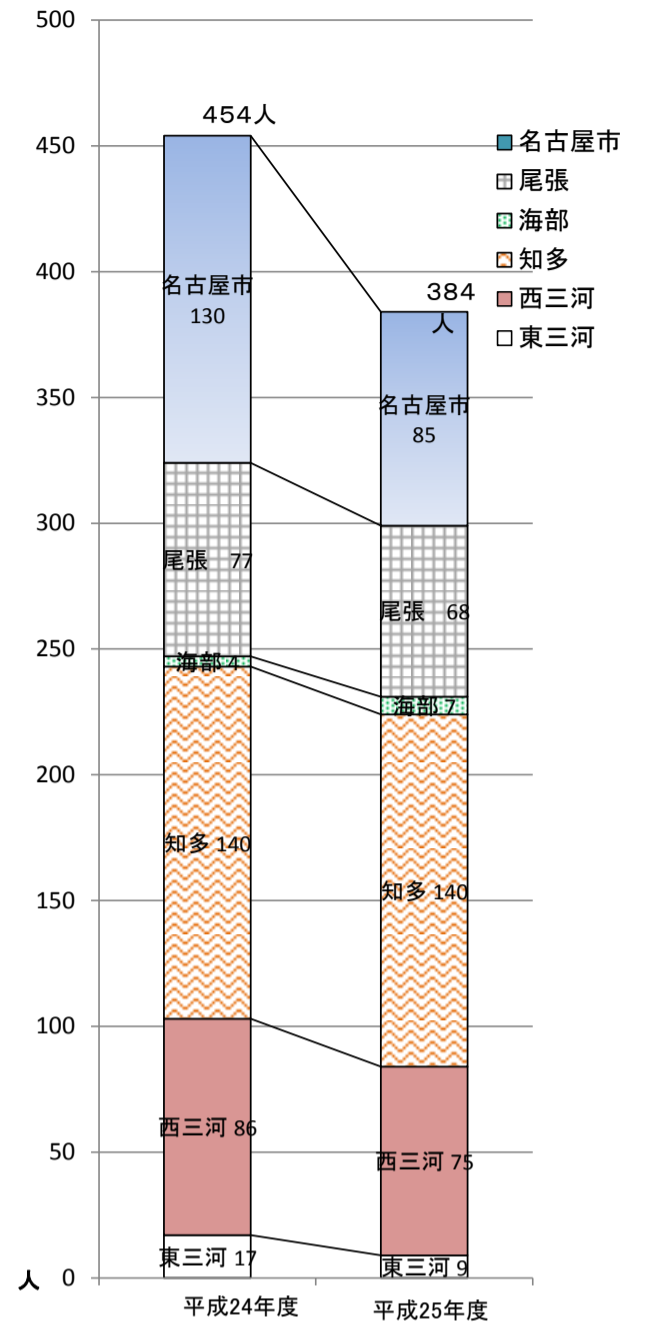 500
450
400
350
300
250
200
150
100
50
人 0
454人
名古屋市
130
尾張 77
海部 4
知多 140
西三河 86
東三河 17
平成24年度
384
人
名古屋市
85
尾張 68
海部 7
知多 140
西三河 75
東三河 9
平成25年度
名古屋市
尾張
海部
知多
西三河
東三河